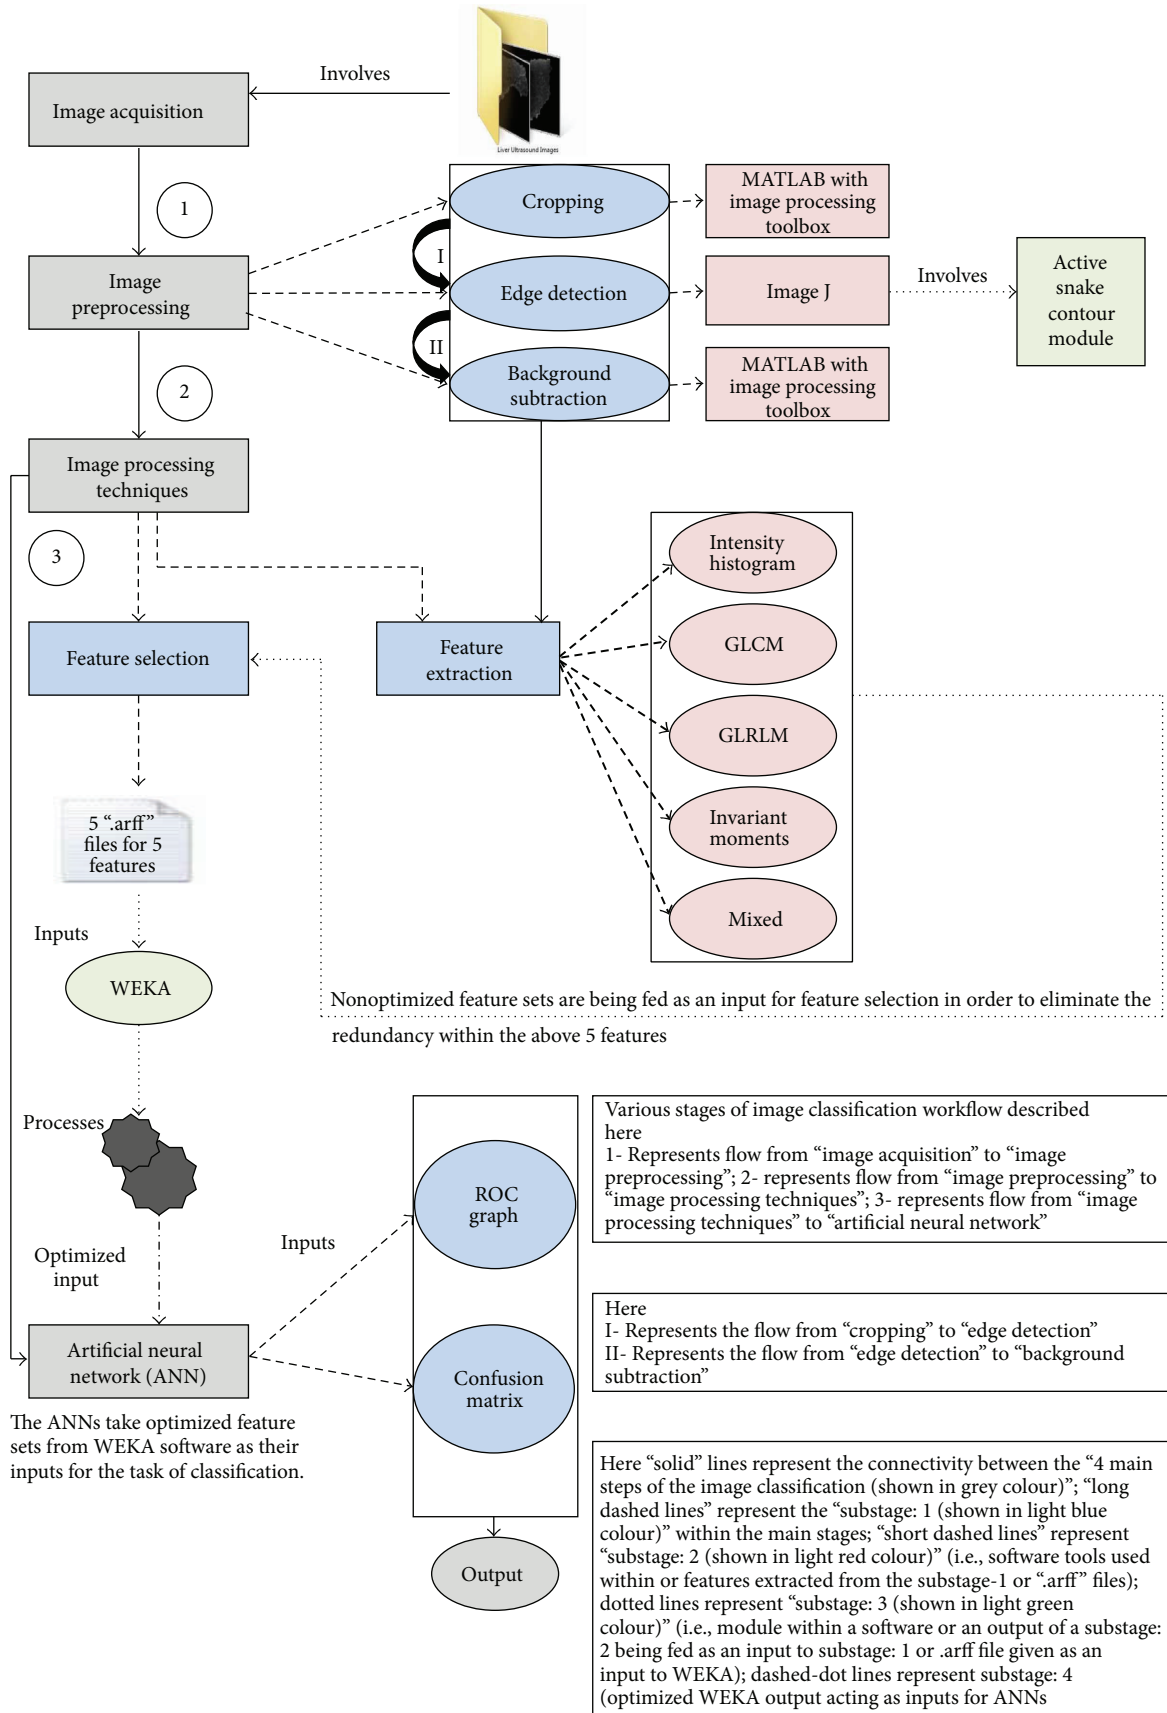 Involves
Liver Ultrasound Images
Image acquisition
1
Cropping
MATLAB with
image processing
toolbox
I
Image
preprocessing
Edge detection
Image J
Involves
Active
snake
contour
module
II
2
Background
subtraction
MATLAB with
image processing
toolbox
Image processing
techniques
3
Intensity
histogram
Feature selection
Feature
extraction
GLCM
GLRLM
Invariant
moments
Mixed
5 “.arff”
files for 5
features
Inputs
WEKA
Nonoptimized feature sets are being fed as an input for feature selection in order to eliminate the
redundancy within the above 5 features
Processes
Optimized
input
Artificial neural
network (ANN)
The ANNs take optimized feature
sets from WEKA software as their
inputs for the task of classification.
Inputs
ROC
graph
Confusion
matrix
Output
Various stages of image classification workflow described
here
1- Represents flow from “image acquisition” to “image
preprocessing”; 2- represents flow from “image preprocessing” to
“image processing techniques”; 3- represents flow from “image
processing techniques” to “artificial neural network”
Here
I- Represents the flow from “cropping” to “edge detection”
II- Represents the flow from “edge detection” to “background
subtraction”
Here “solid” lines represent the connectivity between the “4 main
steps of the image classification (shown in grey colour)”; “long
dashed lines” represent the “substage: 1 (shown in light blue
colour)” within the main stages; “short dashed lines” represent
“substage: 2 (shown in light red colour)” (i.e., software tools used
within or features extracted from the substage-1 or “.arff” files);
dotted lines represent “substage: 3 (shown in light green
colour)” (i.e., module within a software or an output of a substage:
2 being fed as an input to substage: 1 or .arff file given as an
input to WEKA); dashed-dot lines represent substage: 4
(optimized WEKA output acting as inputs for ANNs